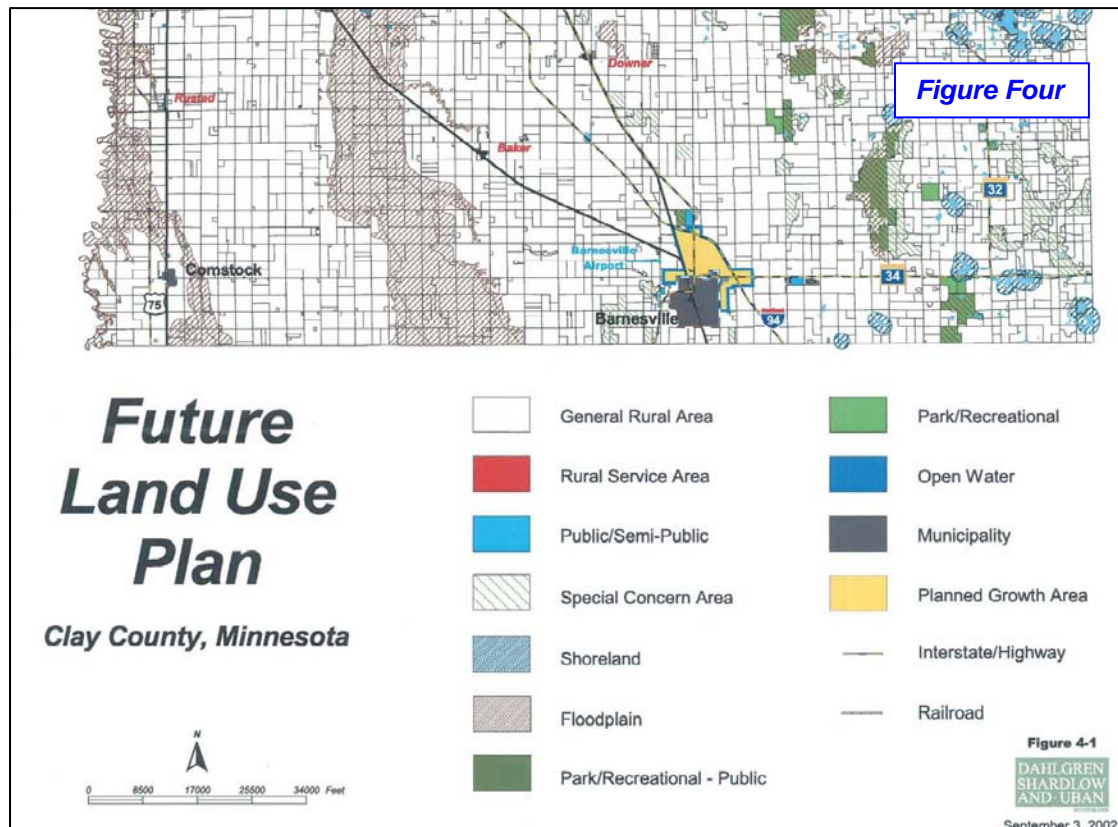 Downer
Figure Four
Rustad
Baker
32
Barnesville
Airport
Comstock
34
75
Barnesville
94
Future
Land Use
Plan
Clay County, Minnesota
N
0 8500 17000 25500 34000 Feet
General Rural Area
Rural Service Area
Public/Semi-Public
Special Concern Area
Shoreland
Floodplain
Park/Recreational - Public
Park/Recreational
Open Water
Municipality
Planned Growth Area
Interstate/Highway
Railroad
Figure 4-1
DAHLGREN
SHARDLOW
AND·UBAN
September 3, 2002